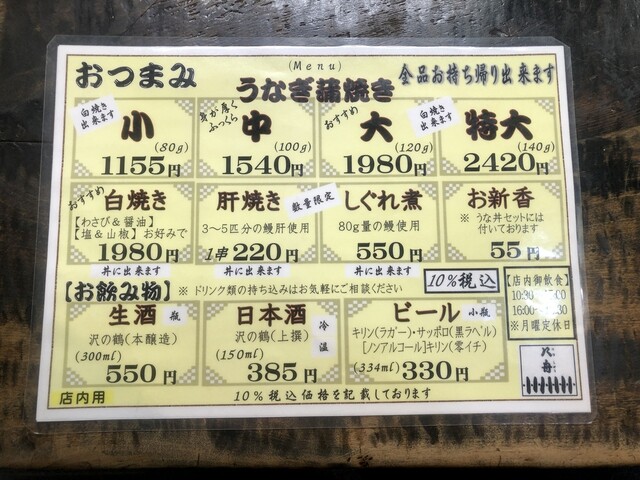 おつまみ
(Menu)
うなぎ蒲焼き
全品お持ち帰り出来ます
白焼き
出来ます
小
(80g)
1155円
身が厚く
ふっくら
中
(100g)
1540円
おすすめ
大
(120g)
1980円
白焼き
出来ます
特大
(140g)
2420円
おすすめ
白焼き
【わさび&醤油】
【塩&山椒】お好みで
1980円
丼に出来ます
肝焼き
数量限定
3～5匹分の鰻肝使用
1串220円
丼に出来ます
しぐれ煮
80g量の鰻使用
550円
丼に出来ます
お新香
※うな丼セットには
付いております
55円
【お飲み物】※ドリンク類の持ち込みはお気軽にご相談ください
10%税込
【店内御飲食】
10:30
16:00
※月曜定休日
生酒 瓶
沢の鶴(本醸造)
(300ml)
550円
日本酒
冷
温
沢の鶴(上撰)
(150ml)
385円
ビール 小瓶
キリン(ラガー)・サッポロ(黒ラベル)
[ノンアルコール]キリン(零イチ)
(334ml)330円
八舟
店内用
10%税込価格を記載しております